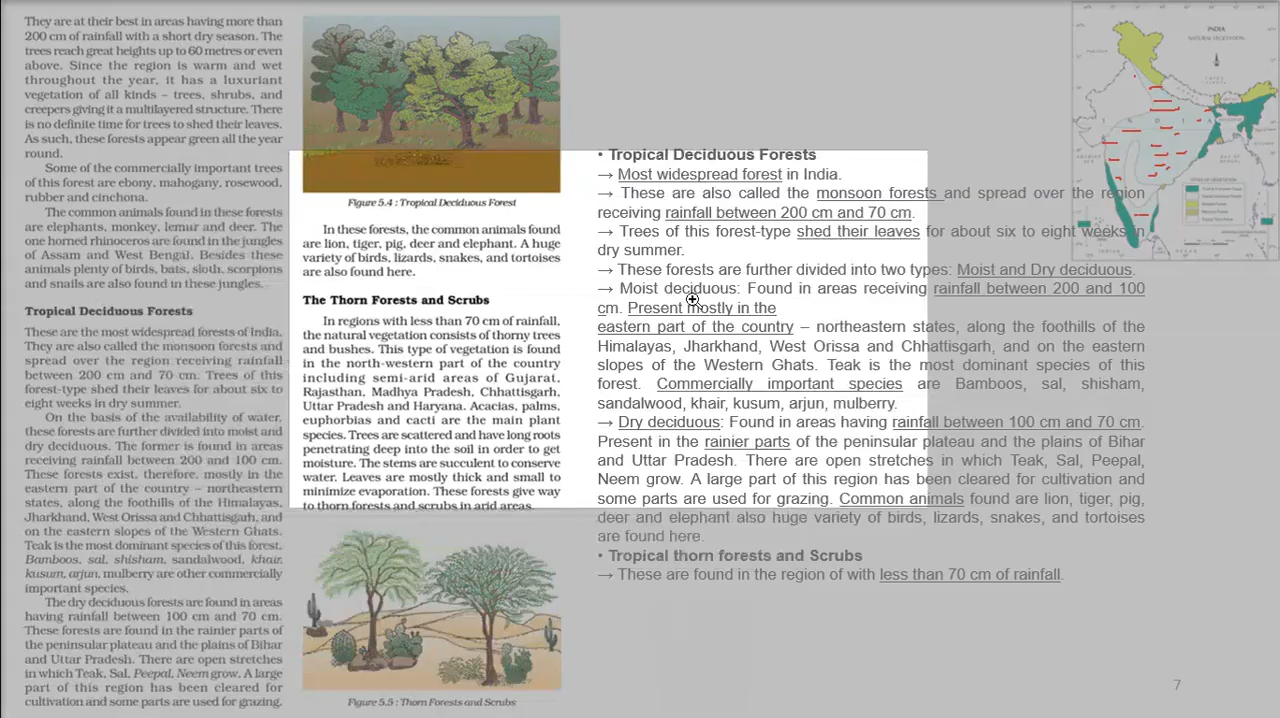 They are at their best in areas having more than
200 cm of rainfall with a short dry season. The
trees reach great heights up to 60 metres or even
above. Since the region is warm and wet
throughout the year, it has a luxuriant
vegetation of all kinds – trees, shrubs, and
creepers giving it a multilayered structure. There
is no definite time for trees to shed their leaves.
As such, these forests appear green all the year
round.
Some of the commercially important trees
of this forest are ebony, mahogany, rosewood,
rubber and cinchona.
The common animals found in these forests
are elephants, monkey, lemur and deer. The
one horned rhinoceros are found in the jungles
of Assam and West Bengal. Besides these
animals plenty of birds, bats, sloth, scorpions
and snails are also found in these jungles.
Tropical Deciduous Forests
These are the most widespread forests of India.
They are also called the monsoon forests and
spread over the region receiving rainfall
between 200 cm and 70 cm. Trees of this
forest-type shed their leaves for about six to
eight weeks in dry summer.
On the basis of the availability of water,
these forests are further divided into moist and
dry deciduous. The former is found in areas
receiving rainfall between 200 and 100 cm.
These forests exist, therefore, mostly in the
eastern part of the country – northeastern
states, along the foothills of the Himalayas,
Jharkhand, West Orissa and Chhattisgarh, and
on the eastern slopes of the Western Ghats.
Teak is the most dominant species of this forest.
Bamboos, sal, shisham, sandalwood, khair,
kusum, arjun, mulberry are other commercially
important species.
The dry deciduous forests are found in areas
having rainfall between 100 cm and 70 cm.
These forests are found in the rainier parts of
the peninsular plateau and the plains of Bihar
and Uttar Pradesh. There are open stretches
in which Teak, Sal, Peepal, Neem grow. A large
part of this region has been cleared for
cultivation and some parts are used for grazing.
Figure 5.4 : Tropical Deciduous Forest
In these forests, the common animals found
are lion, tiger, pig, deer and elephant. A huge
variety of birds, lizards, snakes, and tortoises
are also found here.
The Thorn Forests and Scrubs
In regions with less than 70 cm of rainfall,
the natural vegetation consists of thorny trees
and bushes. This type of vegetation is found
in the north-western part of the country
including semi-arid areas of Gujarat,
Rajasthan, Madhya Pradesh, Chhattisgarh,
Uttar Pradesh and Haryana. Acacias, palms,
euphorbias and cacti are the main plant
species. Trees are scattered and have long roots
penetrating deep into the soil in order to get
moisture. The stems are succulent to conserve
water. Leaves are mostly thick and small to
minimize evaporation. These forests give way
to thorn forests and scrubs in arid areas.
Figure 5.5 : Thorn Forests and Scrubs
• Tropical Deciduous Forests
→ Most widespread forest in India.
→ These are also called the monsoon forests and spread over the region
receiving rainfall between 200 cm and 70 cm.
→ Trees of this forest-type shed their leaves for about six to eight weeks in
dry summer.
→ These forests are further divided into two types: Moist and Dry deciduous.
→ Moist deciduous: Found in areas receiving rainfall between 200 and 100
cm. Present mostly in the
eastern part of the country – northeastern states, along the foothills of the
Himalayas, Jharkhand, West Orissa and Chhattisgarh, and on the eastern
slopes of the Western Ghats. Teak is the most dominant species of this
forest. Commercially important species are Bamboos, sal, shisham,
sandalwood, khair, kusum, arjun, mulberry.
→ Dry deciduous: Found in areas having rainfall between 100 cm and 70 cm.
Present in the rainier parts of the peninsular plateau and the plains of Bihar
and Uttar Pradesh. There are open stretches in which Teak, Sal, Peepal,
Neem grow. A large part of this region has been cleared for cultivation and
some parts are used for grazing. Common animals found are lion, tiger, pig,
deer and elephant also huge variety of birds, lizards, snakes, and tortoises
are found here.
• Tropical thorn forests and Scrubs
→ These are found in the region of with less than 70 cm of rainfall.
INDIA
NATURAL VEGETATION
I N D I A
7